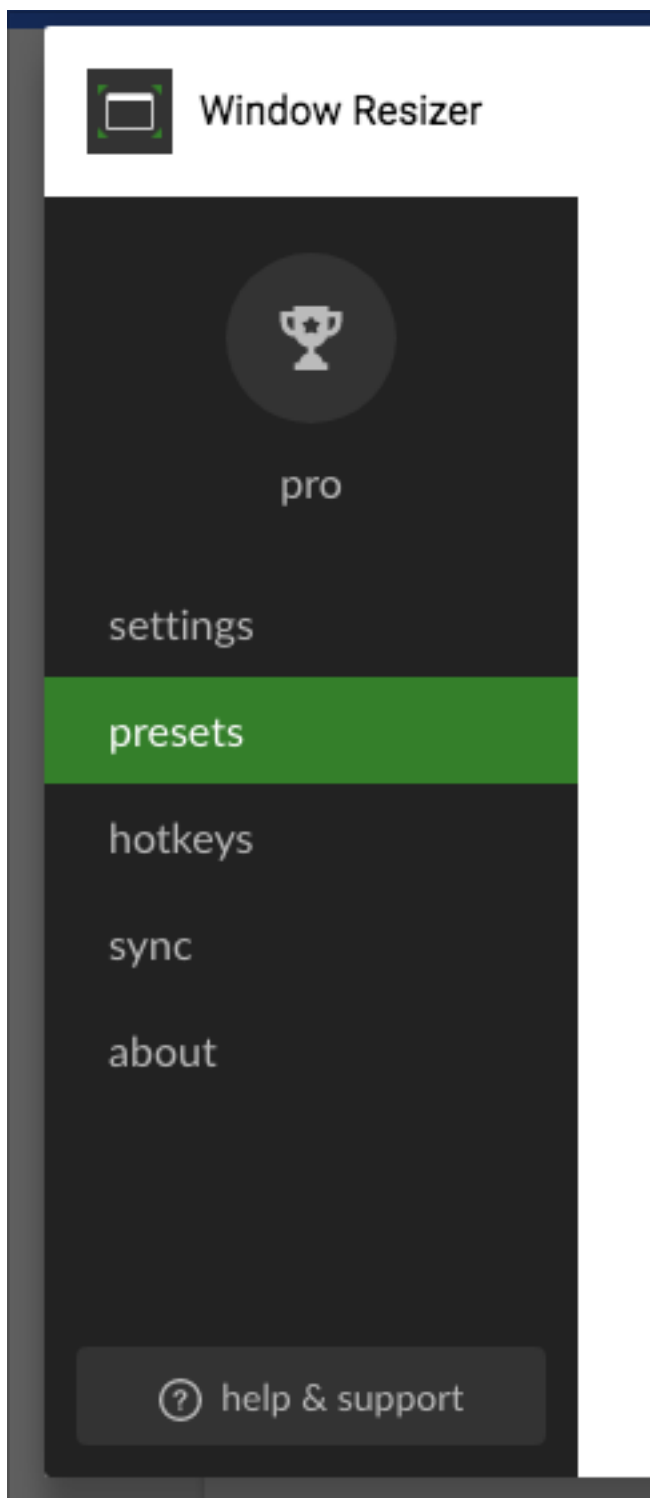 Window Resizer
pro
settings
presets
hotkeys
sync
about
? help & support